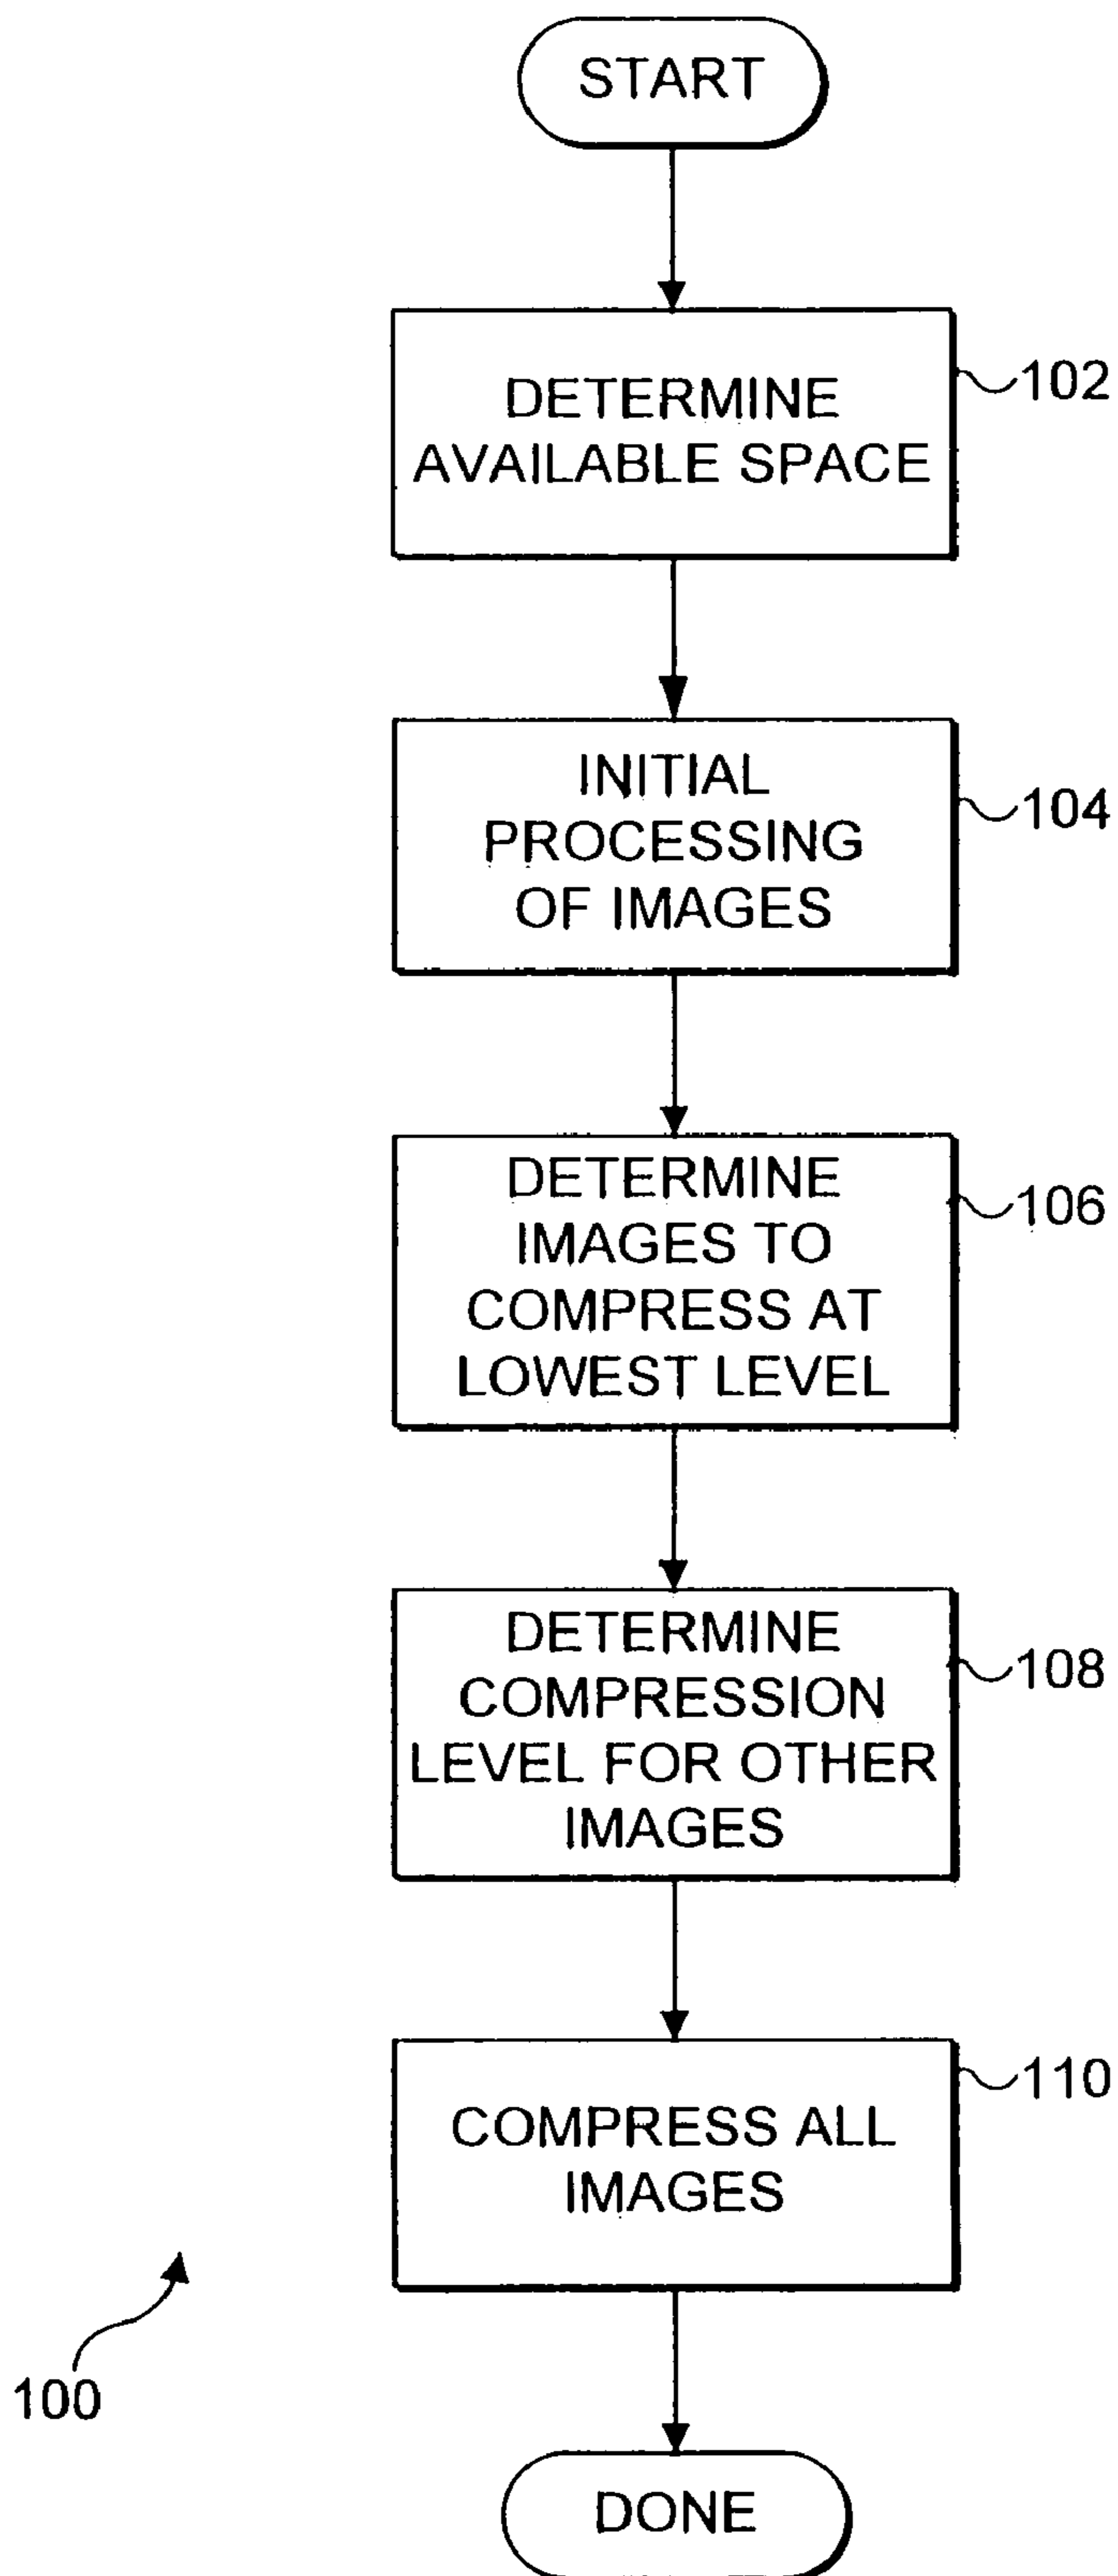 START
DETERMINE
AVAILABLE SPACE
102
INITIAL
PROCESSING
OF IMAGES
104
DETERMINE
IMAGES TO
COMPRESS AT
LOWEST LEVEL
106
DETERMINE
COMPRESSION
LEVEL FOR OTHER
IMAGES
108
COMPRESS ALL
IMAGES
110
100
DONE